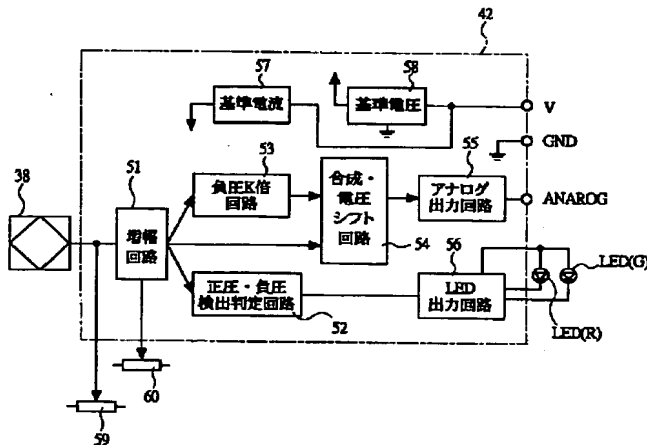 42
57
基準電流
58
基準電圧
V
GND
53
負圧K倍
回路
合成・
電圧
シフト
回路
54
55
アナログ
出力回路
ANAROG
38
51
増幅
回路
正圧・負圧
検出判定回路
52
56
LED
出力回路
LED(G)
LED(R)
60
59